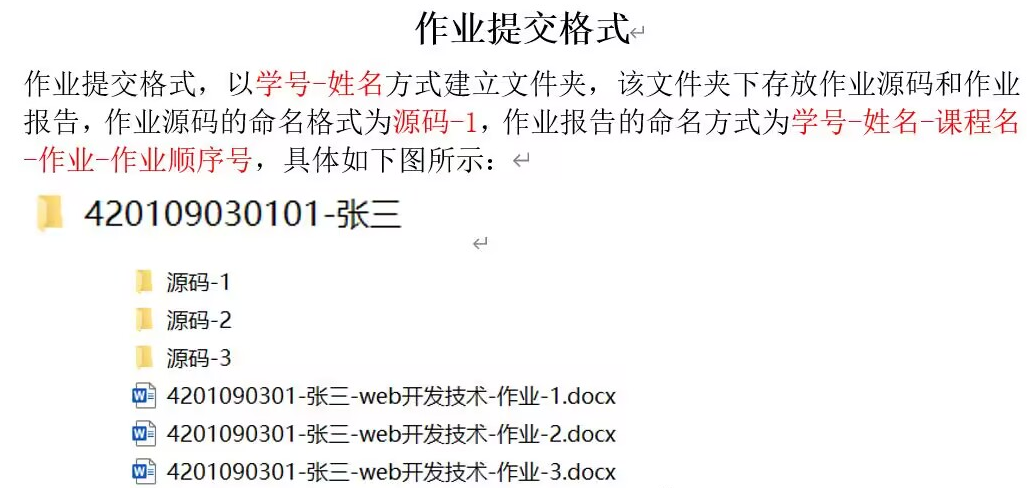 作业提交格式
作业提交格式，以学号-姓名方式建立文件夹，该文件夹下存放作业源码和作业
报告，作业源码的命名格式为源码-1，作业报告的命名方式为学号-姓名-课程名
-作业-作业顺序号，具体如下图所示：
420109030101-张三
源码-1
源码-2
源码-3
4201090301-张三-web开发技术-作业-1.docx
4201090301-张三-web开发技术-作业-2.docx
4201090301-张三-web开发技术-作业-3.docx